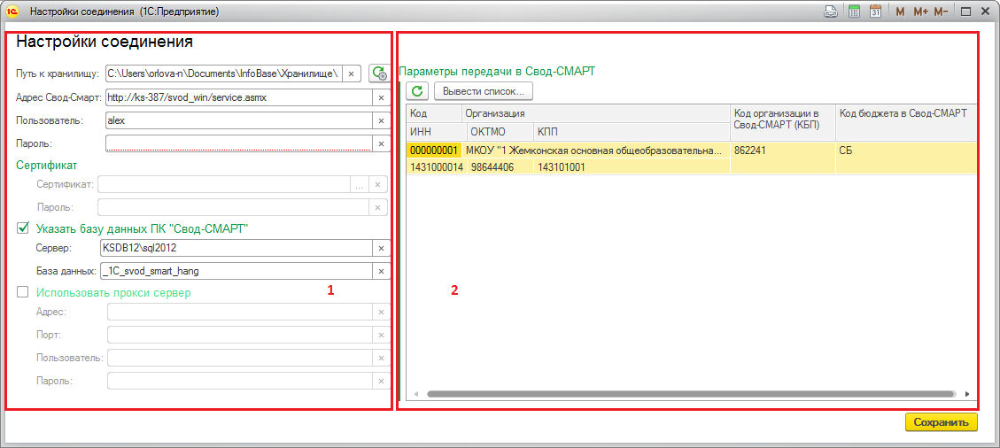 Настройки соединения (1С:Предприятие)
31 M M+ M-
Настройки соединения
Путь к хранилищу: C:\Users\orlova-n\Documents\InfoBase\Хранилище\
Адрес Свод-Смарт: http://ks-387/svod_win/service.asmx
Пользователь: alex
Пароль:
Сертификат
Сертификат: ...
Пароль:
Указать базу данных ПК "Свод-СМАРТ"
Сервер: KSDB12\sql2012
База данных: _1C_svod_smart_hang
Использовать прокси сервер
1
Адрес:
Порт:
Пользователь:
Пароль:
Параметры передачи в Свод-СМАРТ
Вывести список...
Код Организация Код организации в Свод-СМАРТ (КБП) Код бюджета в Свод-СМАРТ
ИНН ОКТМО КПП
000000001 МКОУ "1 Жемконская основная общеобразовательна... 862241 СБ
1431000014 98644406 143101001
2
Сохранить